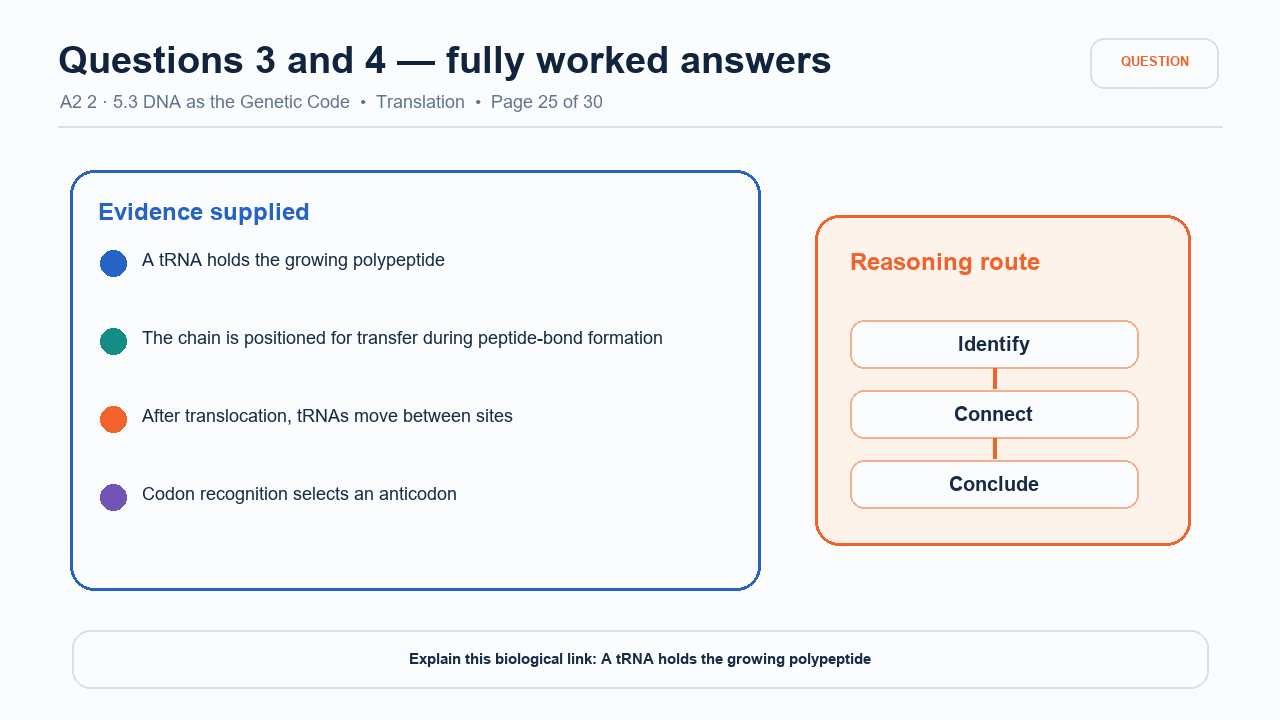 Questions 3 and 4 — fully worked answers
QUESTION
A2 2 · 5.3 DNA as the Genetic Code • Translation • Page 25 of 30
Evidence supplied
A tRNA holds the growing polypeptide
The chain is positioned for transfer during peptide-bond formation
After translocation, tRNAs move between sites
Codon recognition selects an anticodon
Reasoning route
Identify
Connect
Conclude
Explain this biological link: A tRNA holds the growing polypeptide